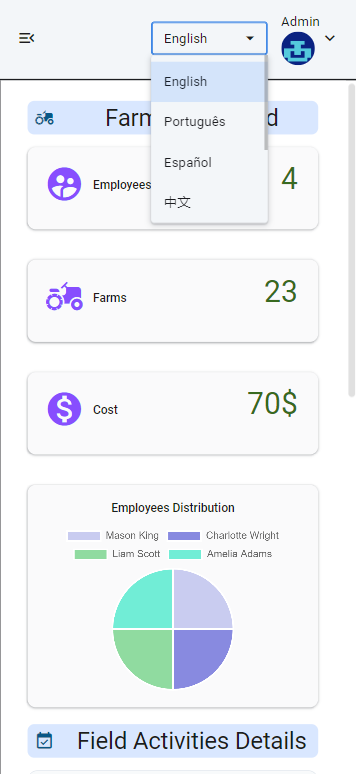 Admin
English
English
Português
Español
中文
Farm
d
Employees
4
Farms
23
Cost
70$
Employees Distribution
Mason King
Charlotte Wright
Liam Scott
Amelia Adams
Field Activities Details